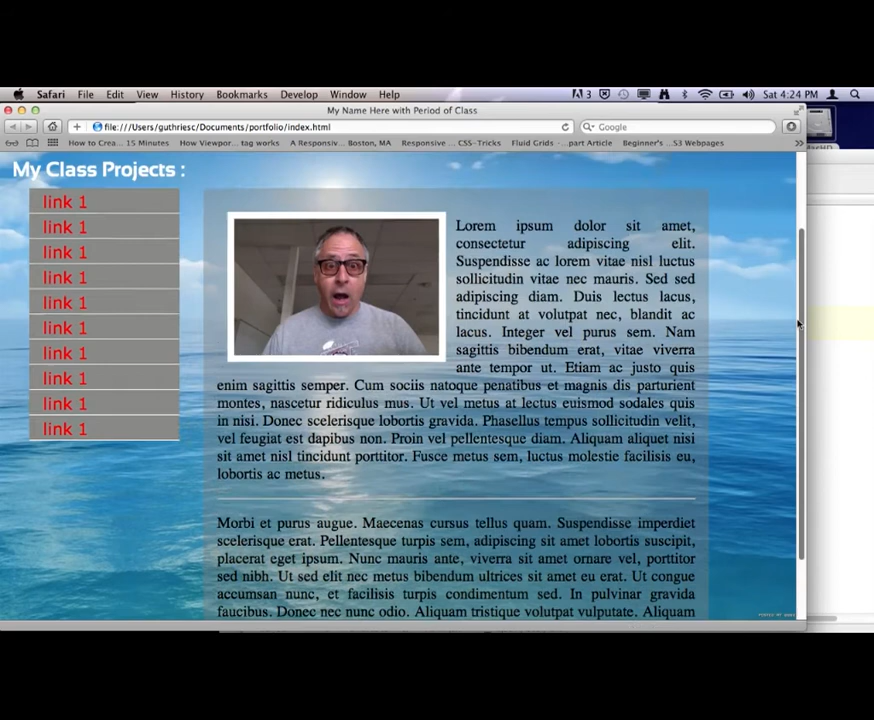 Safari File Edit View History Bookmarks Develop Window Help 3 Sat 4:24 PM
My Name Here with Period of Class
file:///Users/guthriesc/Documents/portfolio/index.html Google
How to Crea... 15 Minutes How Viewpor... tag works A Responsiv... Boston, MA Responsive ... CSS-Tricks Fluid Grids -...part Article Beginner's...S3 Webpages
My Class Projects :
link 1
link 1
link 1
link 1
link 1
link 1
link 1
link 1
link 1
link 1
Lorem ipsum dolor sit amet,
consectetur adipiscing elit.
Suspendisse ac lorem vitae nisl luctus
sollicitudin vitae nec mauris. Sed sed
adipiscing diam. Duis lectus lacus,
tincidunt at volutpat nec, blandit ac
lacus. Integer vel purus sem. Nam
sagittis bibendum erat, vitae viverra
ante tempor ut. Etiam ac justo quis
enim sagittis semper. Cum sociis natoque penatibus et magnis dis parturient
montes, nascetur ridiculus mus. Ut vel metus at lectus euismod sodales quis
in nisi. Donec scelerisque lobortis gravida. Phasellus tempus sollicitudin velit,
vel feugiat est dapibus non. Proin vel pellentesque diam. Aliquam aliquet nisi
sit amet nisl tincidunt porttitor. Fusce metus sem, luctus molestie facilisis eu,
lobortis ac metus.
Morbi et purus augue. Maecenas cursus tellus quam. Suspendisse imperdiet
scelerisque erat. Pellentesque turpis sem, adipiscing sit amet lobortis suscipit,
placerat eget ipsum. Nunc mauris ante, viverra sit amet ornare vel, porttitor
sed nibh. Ut sed elit nec metus bibendum ultrices sit amet eu erat. Ut congue
accumsan nunc, et facilisis turpis condimentum sed. In pulvinar gravida
faucibus. Donec nec nunc odio. Aliquam tristique volutpat vulputate. Aliquam